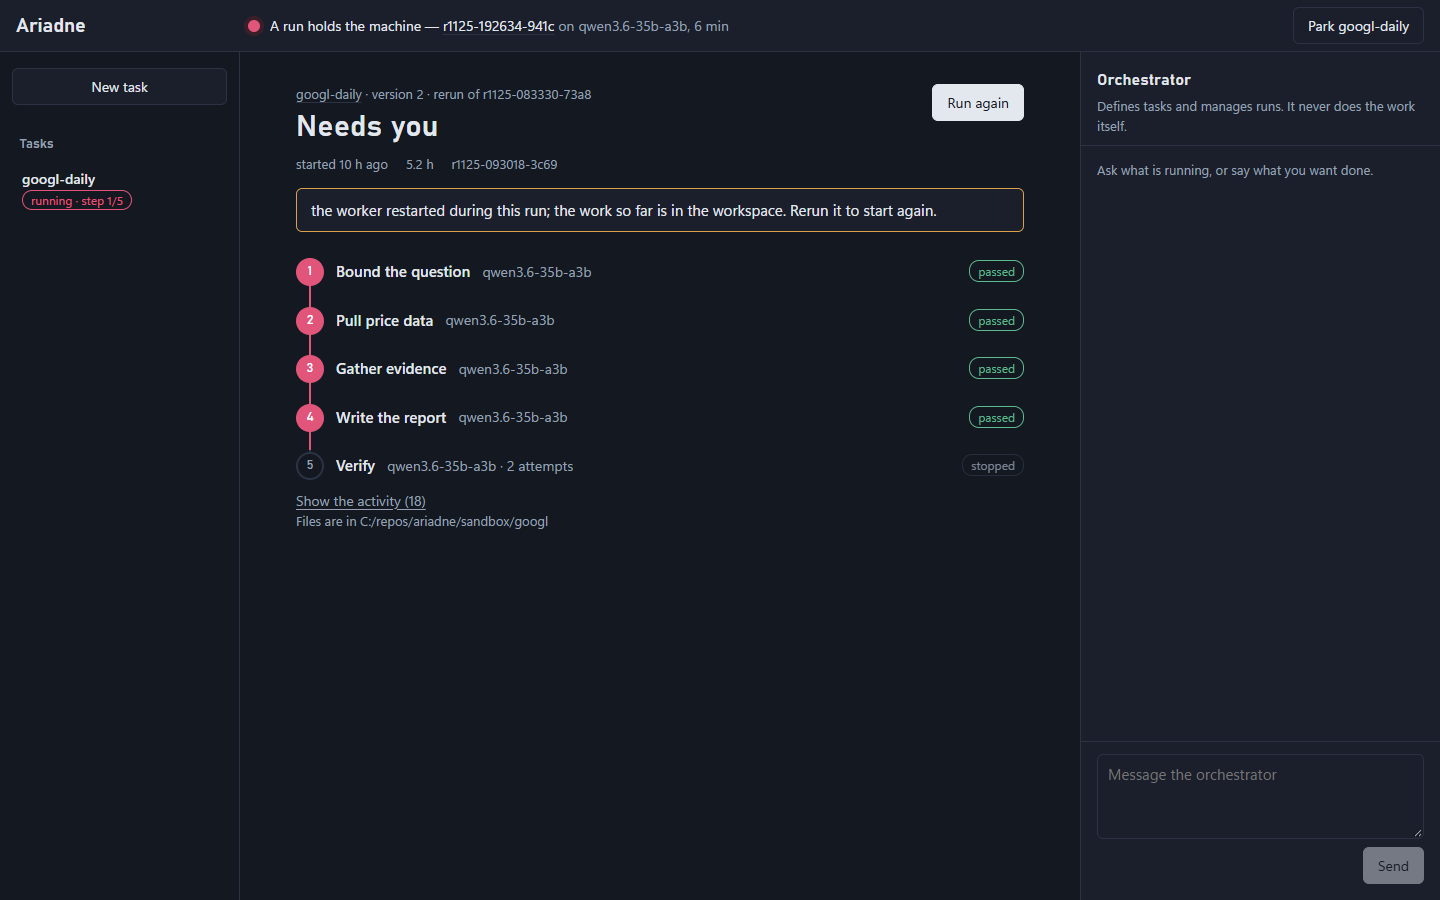 Ariadne
A run holds the machine — r1125-192634-941c on qwen3.6-35b-a3b, 6 min
Park googl-daily
New task
Tasks
googl-daily
running · step 1/5
googl-daily · version 2 · rerun of r1125-083330-73a8
Needs you
Run again
started 10 h ago 5.2 h r1125-093018-3c69
the worker restarted during this run; the work so far is in the workspace. Rerun it to start again.
1 Bound the question qwen3.6-35b-a3b passed
2 Pull price data qwen3.6-35b-a3b passed
3 Gather evidence qwen3.6-35b-a3b passed
4 Write the report qwen3.6-35b-a3b passed
5 Verify qwen3.6-35b-a3b · 2 attempts stopped
Show the activity (18)
Files are in C:/repos/ariadne/sandbox/googl
Orchestrator
Defines tasks and manages runs. It never does the work
itself.
Ask what is running, or say what you want done.
Message the orchestrator
Send